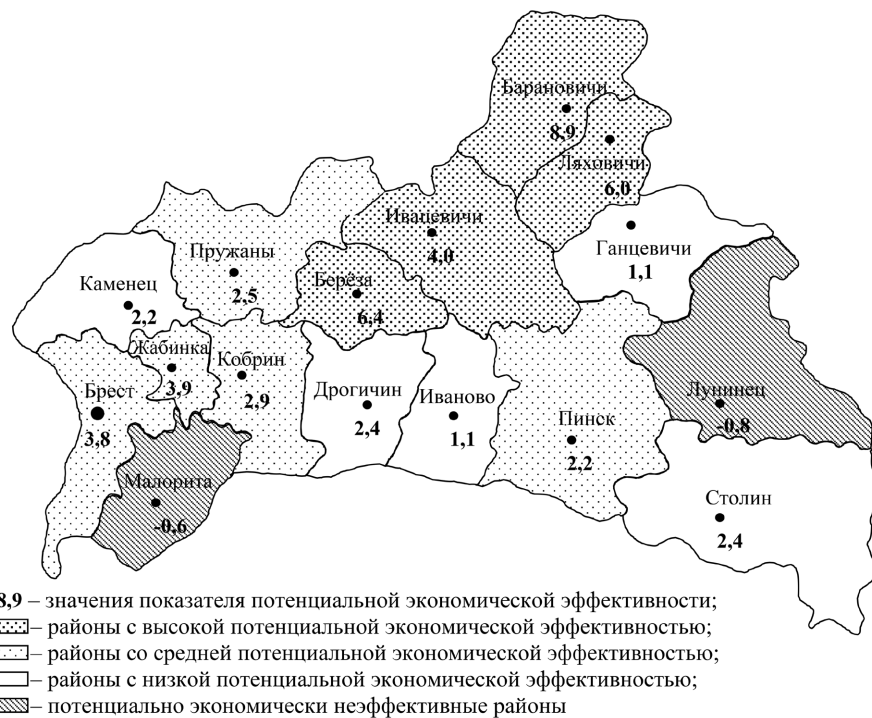 Барановичи
8,9
Ляховичи
6,0
Ивацевичи
4,0
Ганцевичи
1,1
Пружаны
2,5
Берёза
6,4
Каменец
2,2
Жабинка
3,9
Кобрин
2,9
Брест
3,8
Дрогичин
2,4
Иваново
1,1
Пинск
2,2
Лунинец
-0,8
Малорита
-0,6
Столин
2,4
8,9 – значения показателя потенциальной экономической эффективности;
– районы с высокой потенциальной экономической эффективностью;
– районы со средней потенциальной экономической эффективностью;
– районы с низкой потенциальной экономической эффективностью;
– потенциально экономически неэффективные районы